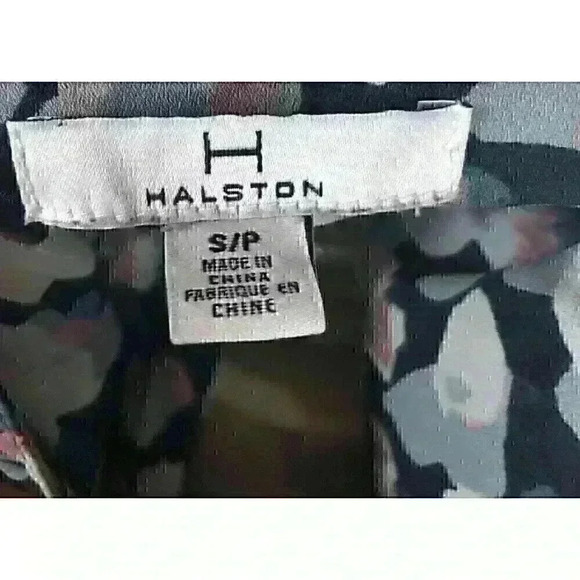 H
HALSTON
S/P
MADE IN
CHINA
FABRIQUE EN
CHINE